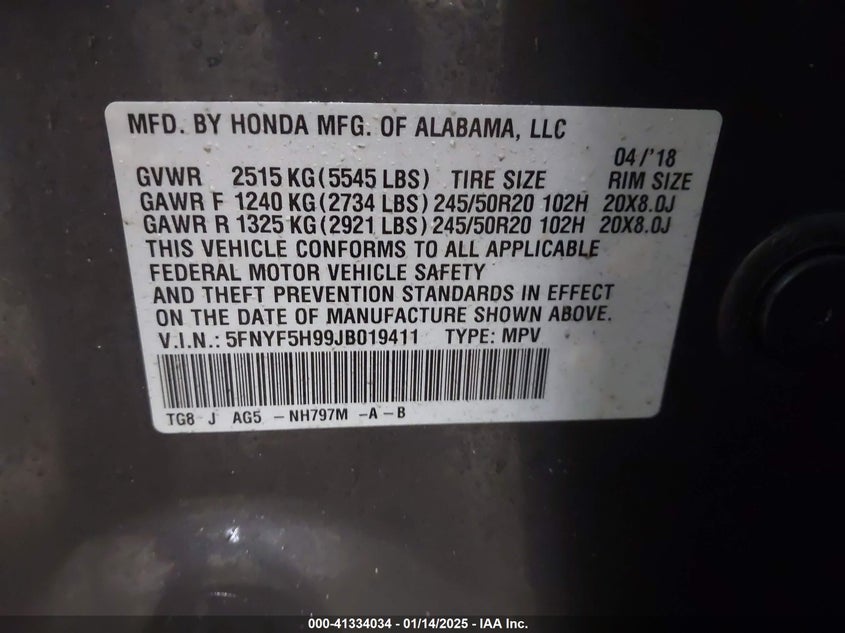 MFD. BY HONDA MFG. OF ALABAMA, LLC
04/'18
GVWR 2515 KG(5545 LBS) TIRE SIZE RIM SIZE
GAWR F 1240 KG(2734 LBS) 245/50R20 102H 20X8.0J
GAWR R 1325 KG(2921 LBS) 245/50R20 102H 20X8.0J
THIS VEHICLE CONFORMS TO ALL APPLICABLE
FEDERAL MOTOR VEHICLE SAFETY
AND THEFT PREVENTION STANDARDS IN EFFECT
ON THE DATE OF MANUFACTURE SHOWN ABOVE.
V.I.N.: 5FNYF5H99JB019411 TYPE: MPV
TG8-J AG5 -NH797M -A-B
000-41334034 - 01/14/2025 - IAA Inc.